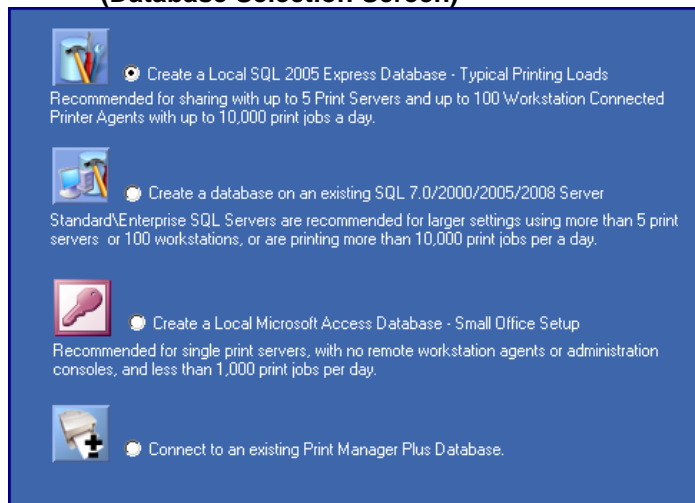 (Database Selection Screen)
Create a Local SQL 2005 Express Database - Typical Printing Loads
Recommended for sharing with up to 5 Print Servers and up to 100 Workstation Connected
Printer Agents with up to 10,000 print jobs a day.
Create a database on an existing SQL 7.0/2000/2005/2008 Server
Standard\Enterprise SQL Servers are recommended for larger settings using more than 5 print
servers or 100 workstations, or are printing more than 10,000 print jobs per a day.
Create a Local Microsoft Access Database - Small Office Setup
Recommended for single print servers, with no remote workstation agents or administration
consoles, and less than 1,000 print jobs per day.
Connect to an existing Print Manager Plus Database.